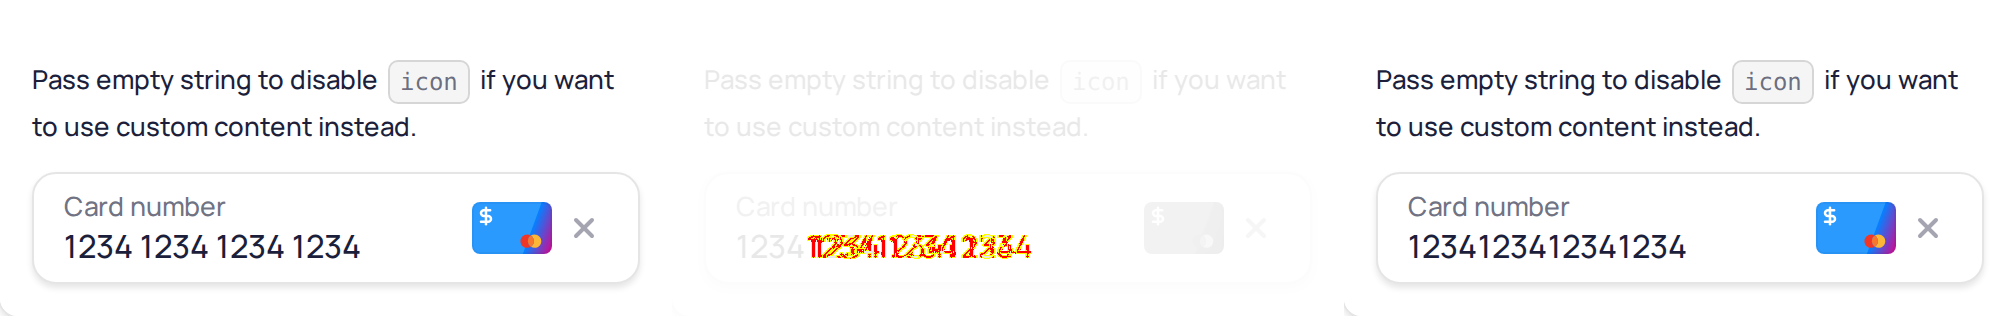 Pass empty string to disable icon if you want
to use custom content instead.
Card number
1234 1234 1234 1234
$
Pass empty string to disable icon if you want
to use custom content instead.
Card number
1234
$
Pass empty string to disable icon if you want
to use custom content instead.
Card number
1234123412341234
$